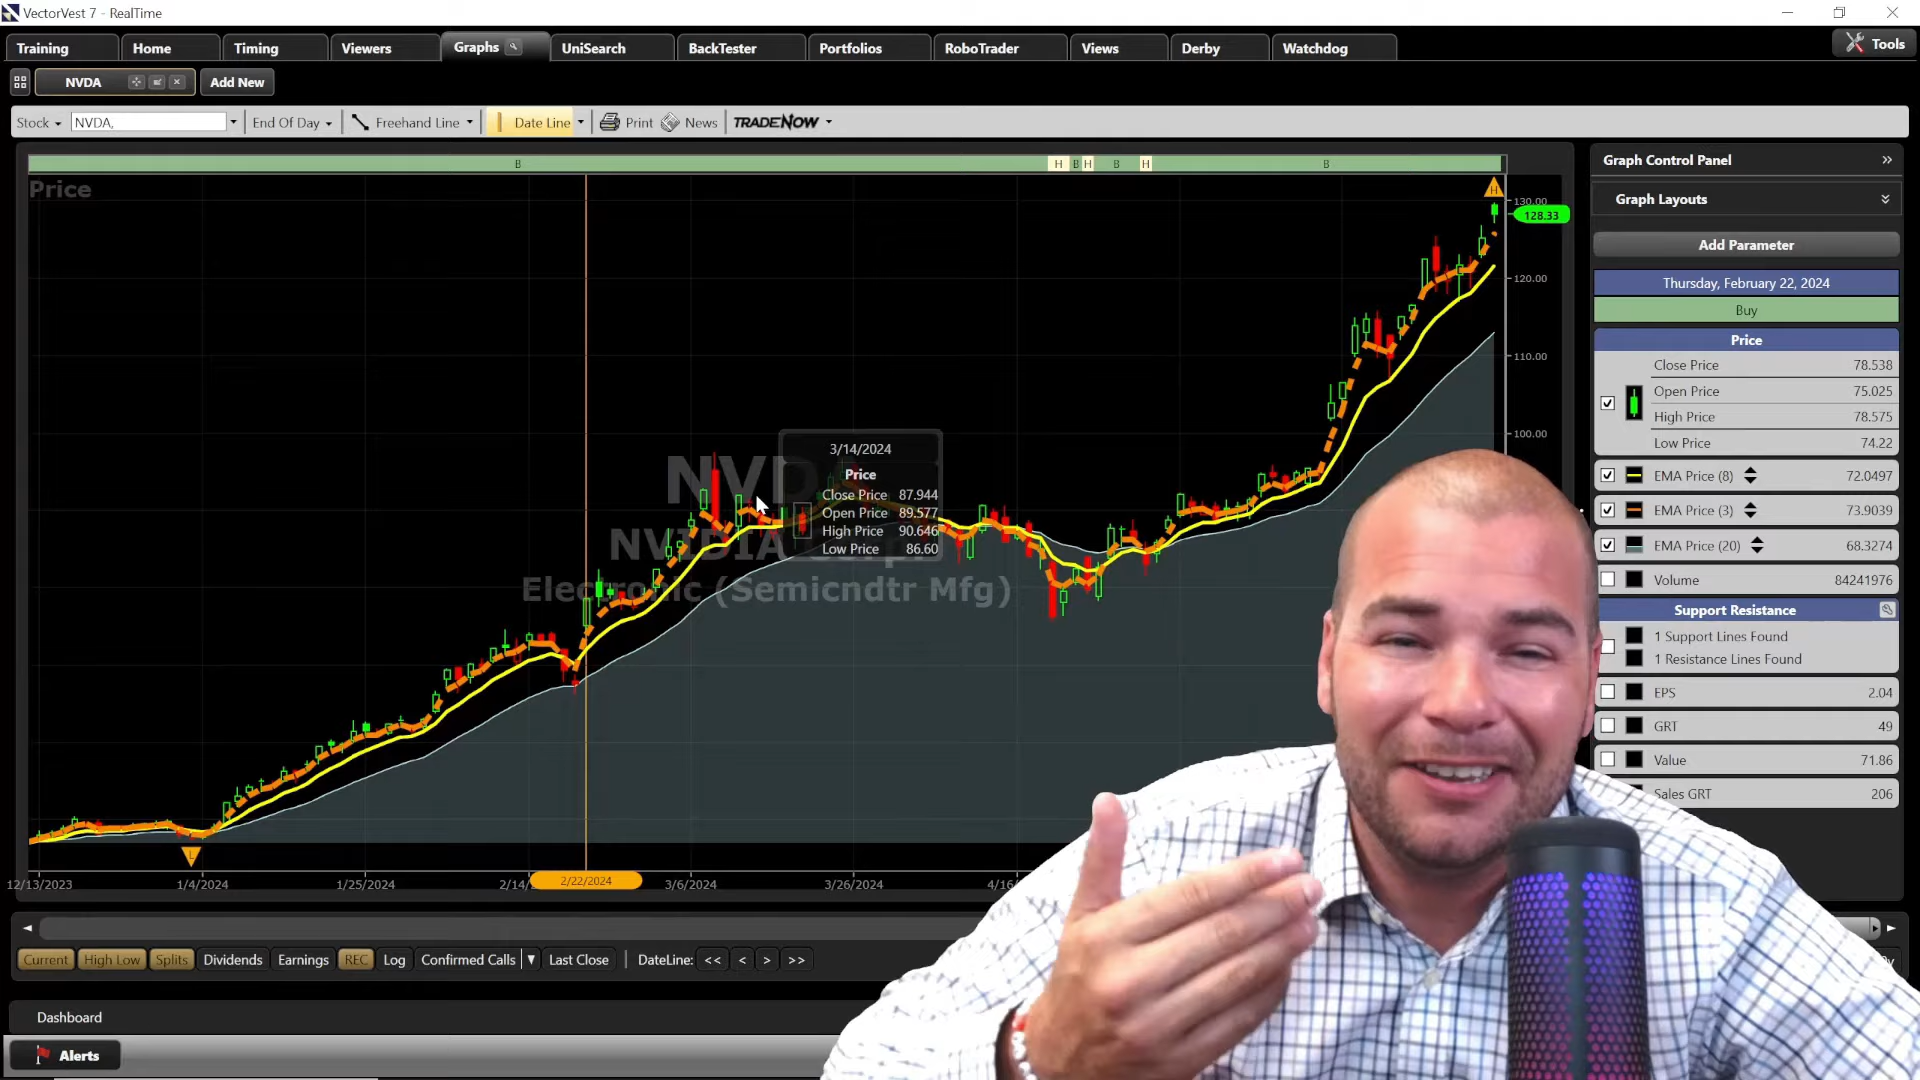 VectorVest 7 - RealTime
Training Home Timing Viewers Graphs UniSearch BackTester Portfolios RoboTrader Views Derby Watchdog Tools
NVDA Add New
Stock NVDA, End Of Day Freehand Line Date Line Print News TRADENOW
B H B H B H B
Price
H
130.00
128.33
120.00
110.00
100.00
NVD
NVIDIA
Electronic (Semicndtr Mfg)
3/14/2024
Price
Close Price 87.944
Open Price 89.577
High Price 90.646
Low Price 86.60
L
12/13/2023 1/4/2024 1/25/2024 2/14/ 2/22/2024 3/6/2024 3/26/2024 4/16
Graph Control Panel
Graph Layouts
Add Parameter
Thursday, February 22, 2024
Buy
Price
Close Price 78.538
Open Price 75.025
High Price 78.575
Low Price 74.22
EMA Price (8) 72.0497
EMA Price (3) 73.9039
EMA Price (20) 68.3274
Volume 84241976
Support Resistance
1 Support Lines Found
1 Resistance Lines Found
EPS 2.04
GRT 49
Value 71.86
Sales GRT 206
Current High Low Splits Dividends Earnings REC Log Confirmed Calls Last Close DateLine: << < > >>
Dashboard
Alerts